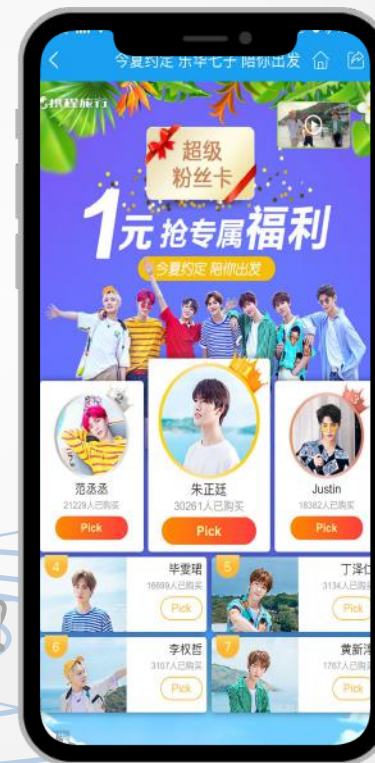 今夏约定 乐华七子 陪你出发
携程旅行
超级
粉丝卡
1元抢专属福利
今夏约定 陪你出发
2
1
3
范丞丞
21229人已购买
Pick
朱正廷
30261人已购买
Pick
Justin
18382人已购买
Pick
4
毕雯珺
16699人已购买
Pick
5
丁泽仁
3134人已购买
Pick
6
李权哲
3107人已购买
Pick
7
黄新淳
1767人已购买
Pick